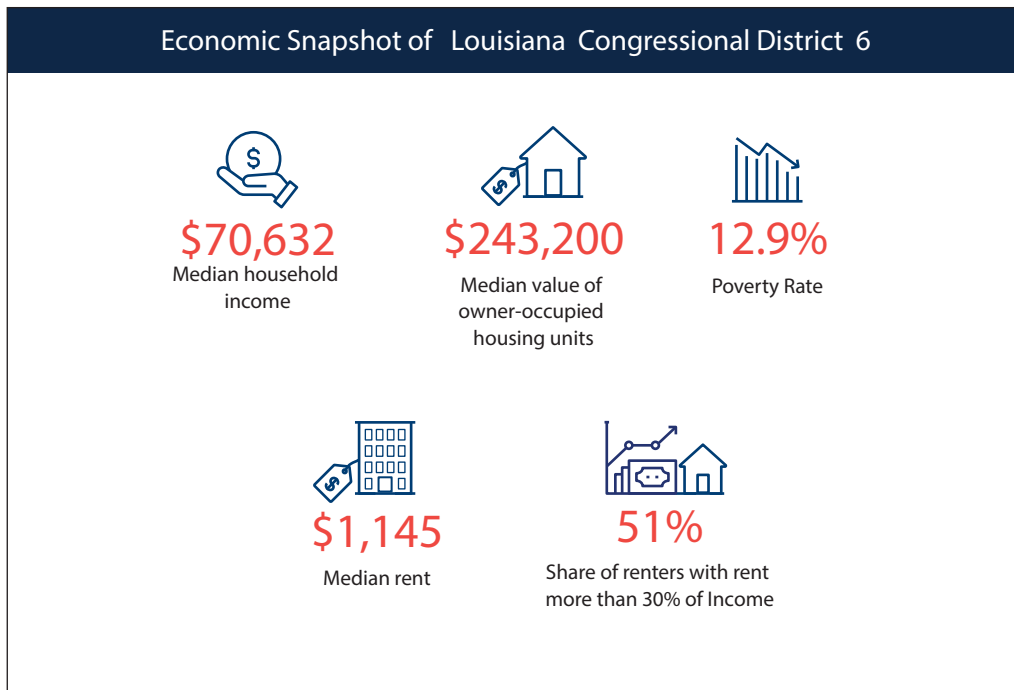 Economic Snapshot of Louisiana Congressional District 6
$
$70,632
Median household
income
$
$243,200
Median value of
owner-occupied
housing units
12.9%
Poverty Rate
$
$1,145
Median rent
51%
Share of renters with rent
more than 30% of Income